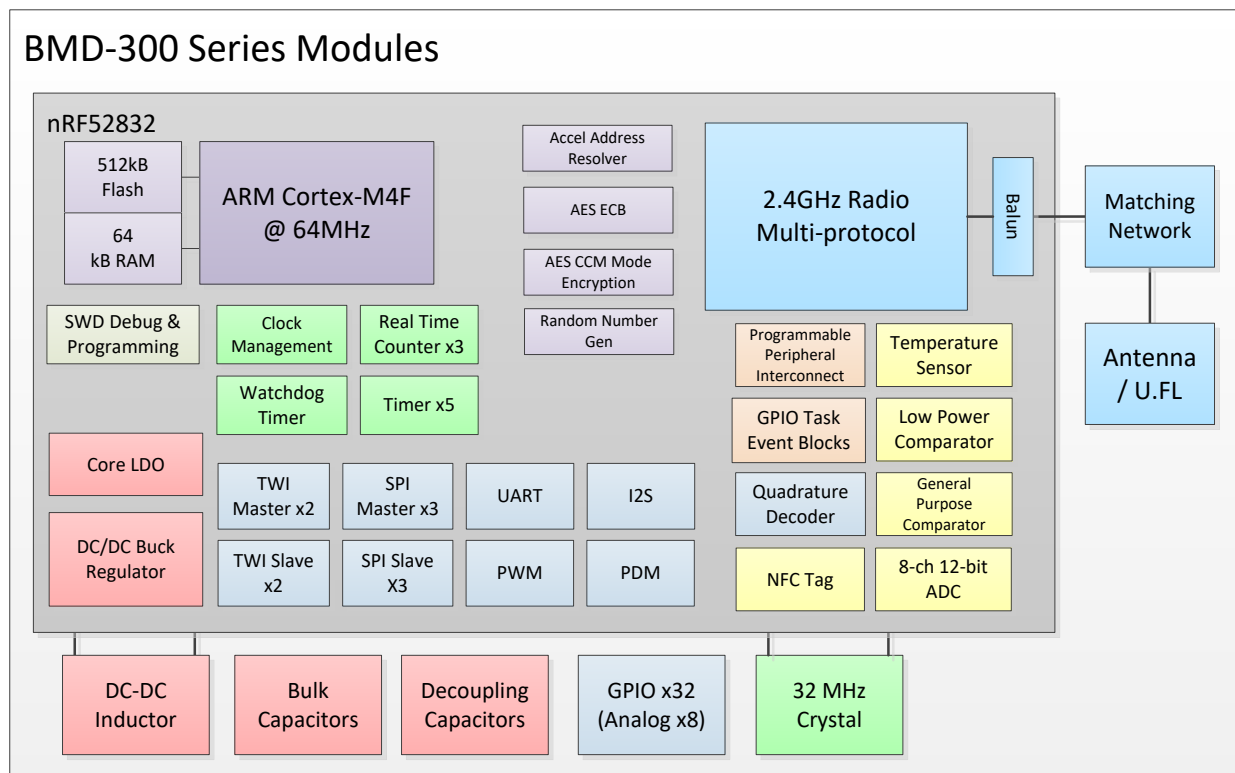 BMD-300 Series Modules
nRF52832
512kB
Flash
64
kB RAM
ARM Cortex-M4F
@ 64MHz
Accel Address
Resolver
AES ECB
AES CCM Mode
Encryption
Random Number
Gen
2.4GHz Radio
Multi-protocol
Balun
Matching
Network
Antenna
/ U.FL
SWD Debug &
Programming
Clock
Management
Real Time
Counter x3
Watchdog
Timer
Timer x5
Programmable
Peripheral
Interconnect
Temperature
Sensor
GPIO Task
Event Blocks
Low Power
Comparator
Core LDO
DC/DC Buck
Regulator
TWI
Master x2
SPI
Master x3
UART
I2S
Quadrature
Decoder
General
Purpose
Comparator
TWI Slave
x2
SPI Slave
X3
PWM
PDM
NFC Tag
8-ch 12-bit
ADC
DC-DC
Inductor
Bulk
Capacitors
Decoupling
Capacitors
GPIO x32
(Analog x8)
32 MHz
Crystal